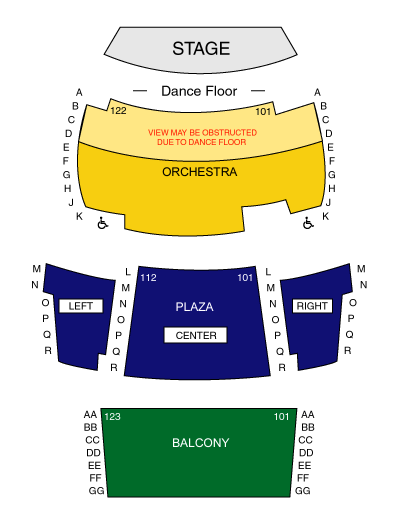 STAGE
— Dance Floor —
A A
B B
122 101
C C
D D
VIEW MAY BE OBSTRUCTED
DUE TO DANCE FLOOR
E E
F F
ORCHESTRA
G G
H H
J J
K K
M L L M
N 112 101 N
M M
LEFT N PLAZA N RIGHT
O O
O O
P P
CENTER
P P
Q Q
Q Q
R R
R R
AA 123 101 AA
BB BB
CC BALCONY CC
DD DD
EE EE
FF FF
GG GG